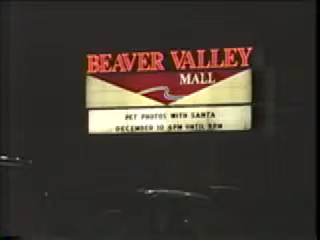 BEAVER VALLEY
MALL
PET PHOTOS WITH SANTA
DECEMBER 10 6PM UNTIL 9PM